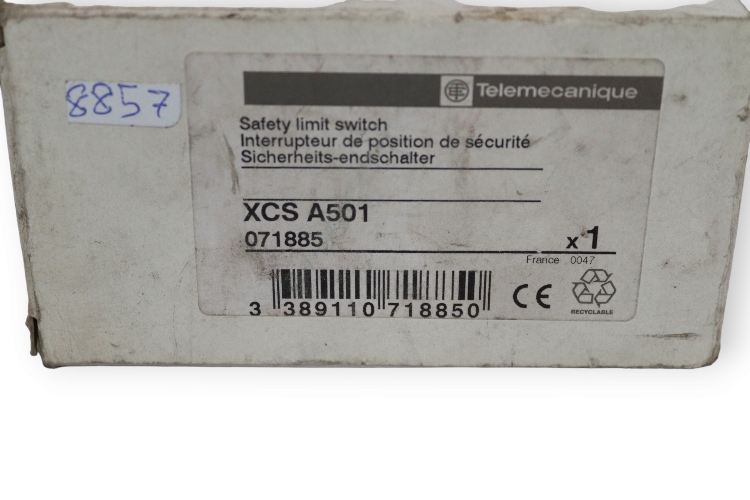 8857
Telemecanique
Safety limit switch
Interrupteur de position de sécurité
Sicherheits-endschalter
XCS A501
071885
x 1
France 0047
3 389110 718850
CE
RECYCLABLE